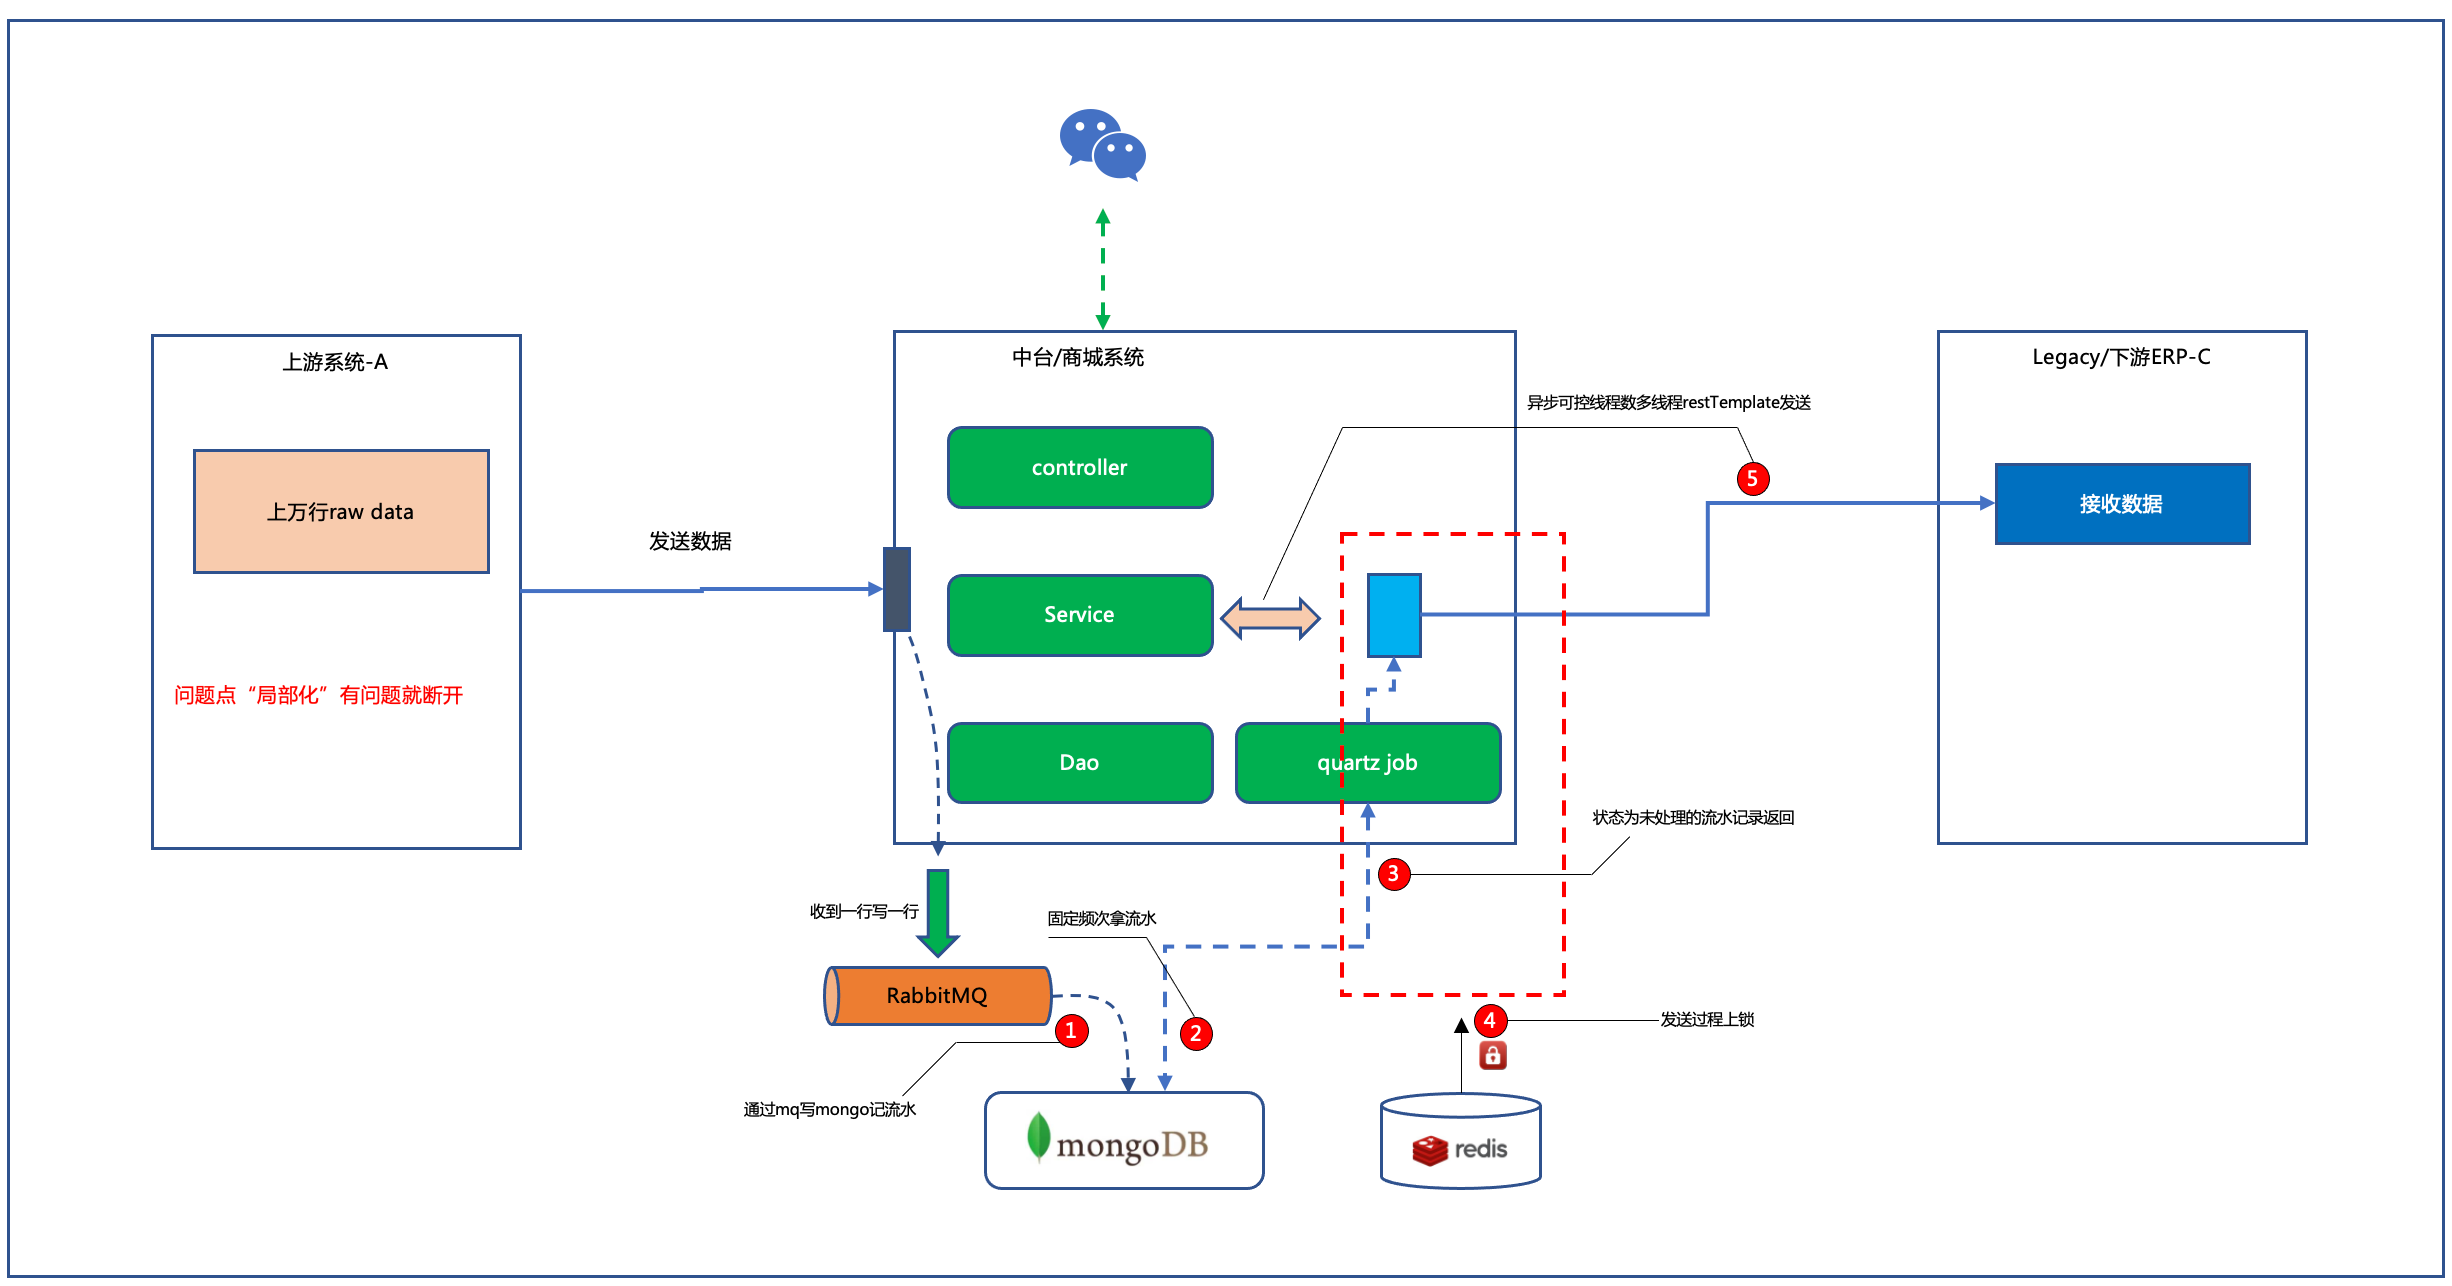 上游系统-A
上万行raw data
问题点“局部化”有问题就断开
发送数据
中台/商城系统
controller
Service
Dao
quartz job
异步可控线程数多线程restTemplate发送
5
Legacy/下游ERP-C
接收数据
状态为未处理的流水记录返回
3
收到一行写一行
固定频次拿流水
RabbitMQ
1
2
4
发送过程上锁
通过mq写mongo记流水
mongoDB
redis